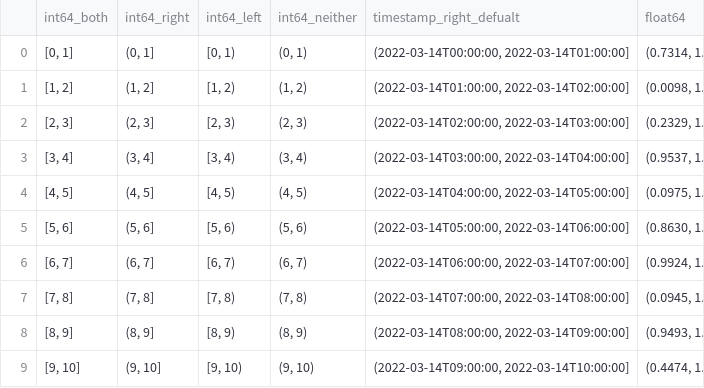 int64_both int64_right int64_left int64_neither timestamp_right_defualt float64
0 [0, 1] (0, 1] [0, 1) (0, 1) (2022-03-14T00:00:00, 2022-03-14T01:00:00] (0.7314, 1.
1 [1, 2] (1, 2] [1, 2) (1, 2) (2022-03-14T01:00:00, 2022-03-14T02:00:00] (0.0098, 1.
2 [2, 3] (2, 3] [2, 3) (2, 3) (2022-03-14T02:00:00, 2022-03-14T03:00:00] (0.2329, 1.
3 [3, 4] (3, 4] [3, 4) (3, 4) (2022-03-14T03:00:00, 2022-03-14T04:00:00] (0.9537, 1.
4 [4, 5] (4, 5] [4, 5) (4, 5) (2022-03-14T04:00:00, 2022-03-14T05:00:00] (0.0975, 1.
5 [5, 6] (5, 6] [5, 6) (5, 6) (2022-03-14T05:00:00, 2022-03-14T06:00:00] (0.8630, 1.
6 [6, 7] (6, 7] [6, 7) (6, 7) (2022-03-14T06:00:00, 2022-03-14T07:00:00] (0.9924, 1.
7 [7, 8] (7, 8] [7, 8) (7, 8) (2022-03-14T07:00:00, 2022-03-14T08:00:00] (0.0945, 1.
8 [8, 9] (8, 9] [8, 9) (8, 9) (2022-03-14T08:00:00, 2022-03-14T09:00:00] (0.9493, 1.
9 [9, 10] (9, 10] [9, 10) (9, 10) (2022-03-14T09:00:00, 2022-03-14T10:00:00] (0.4474, 1.